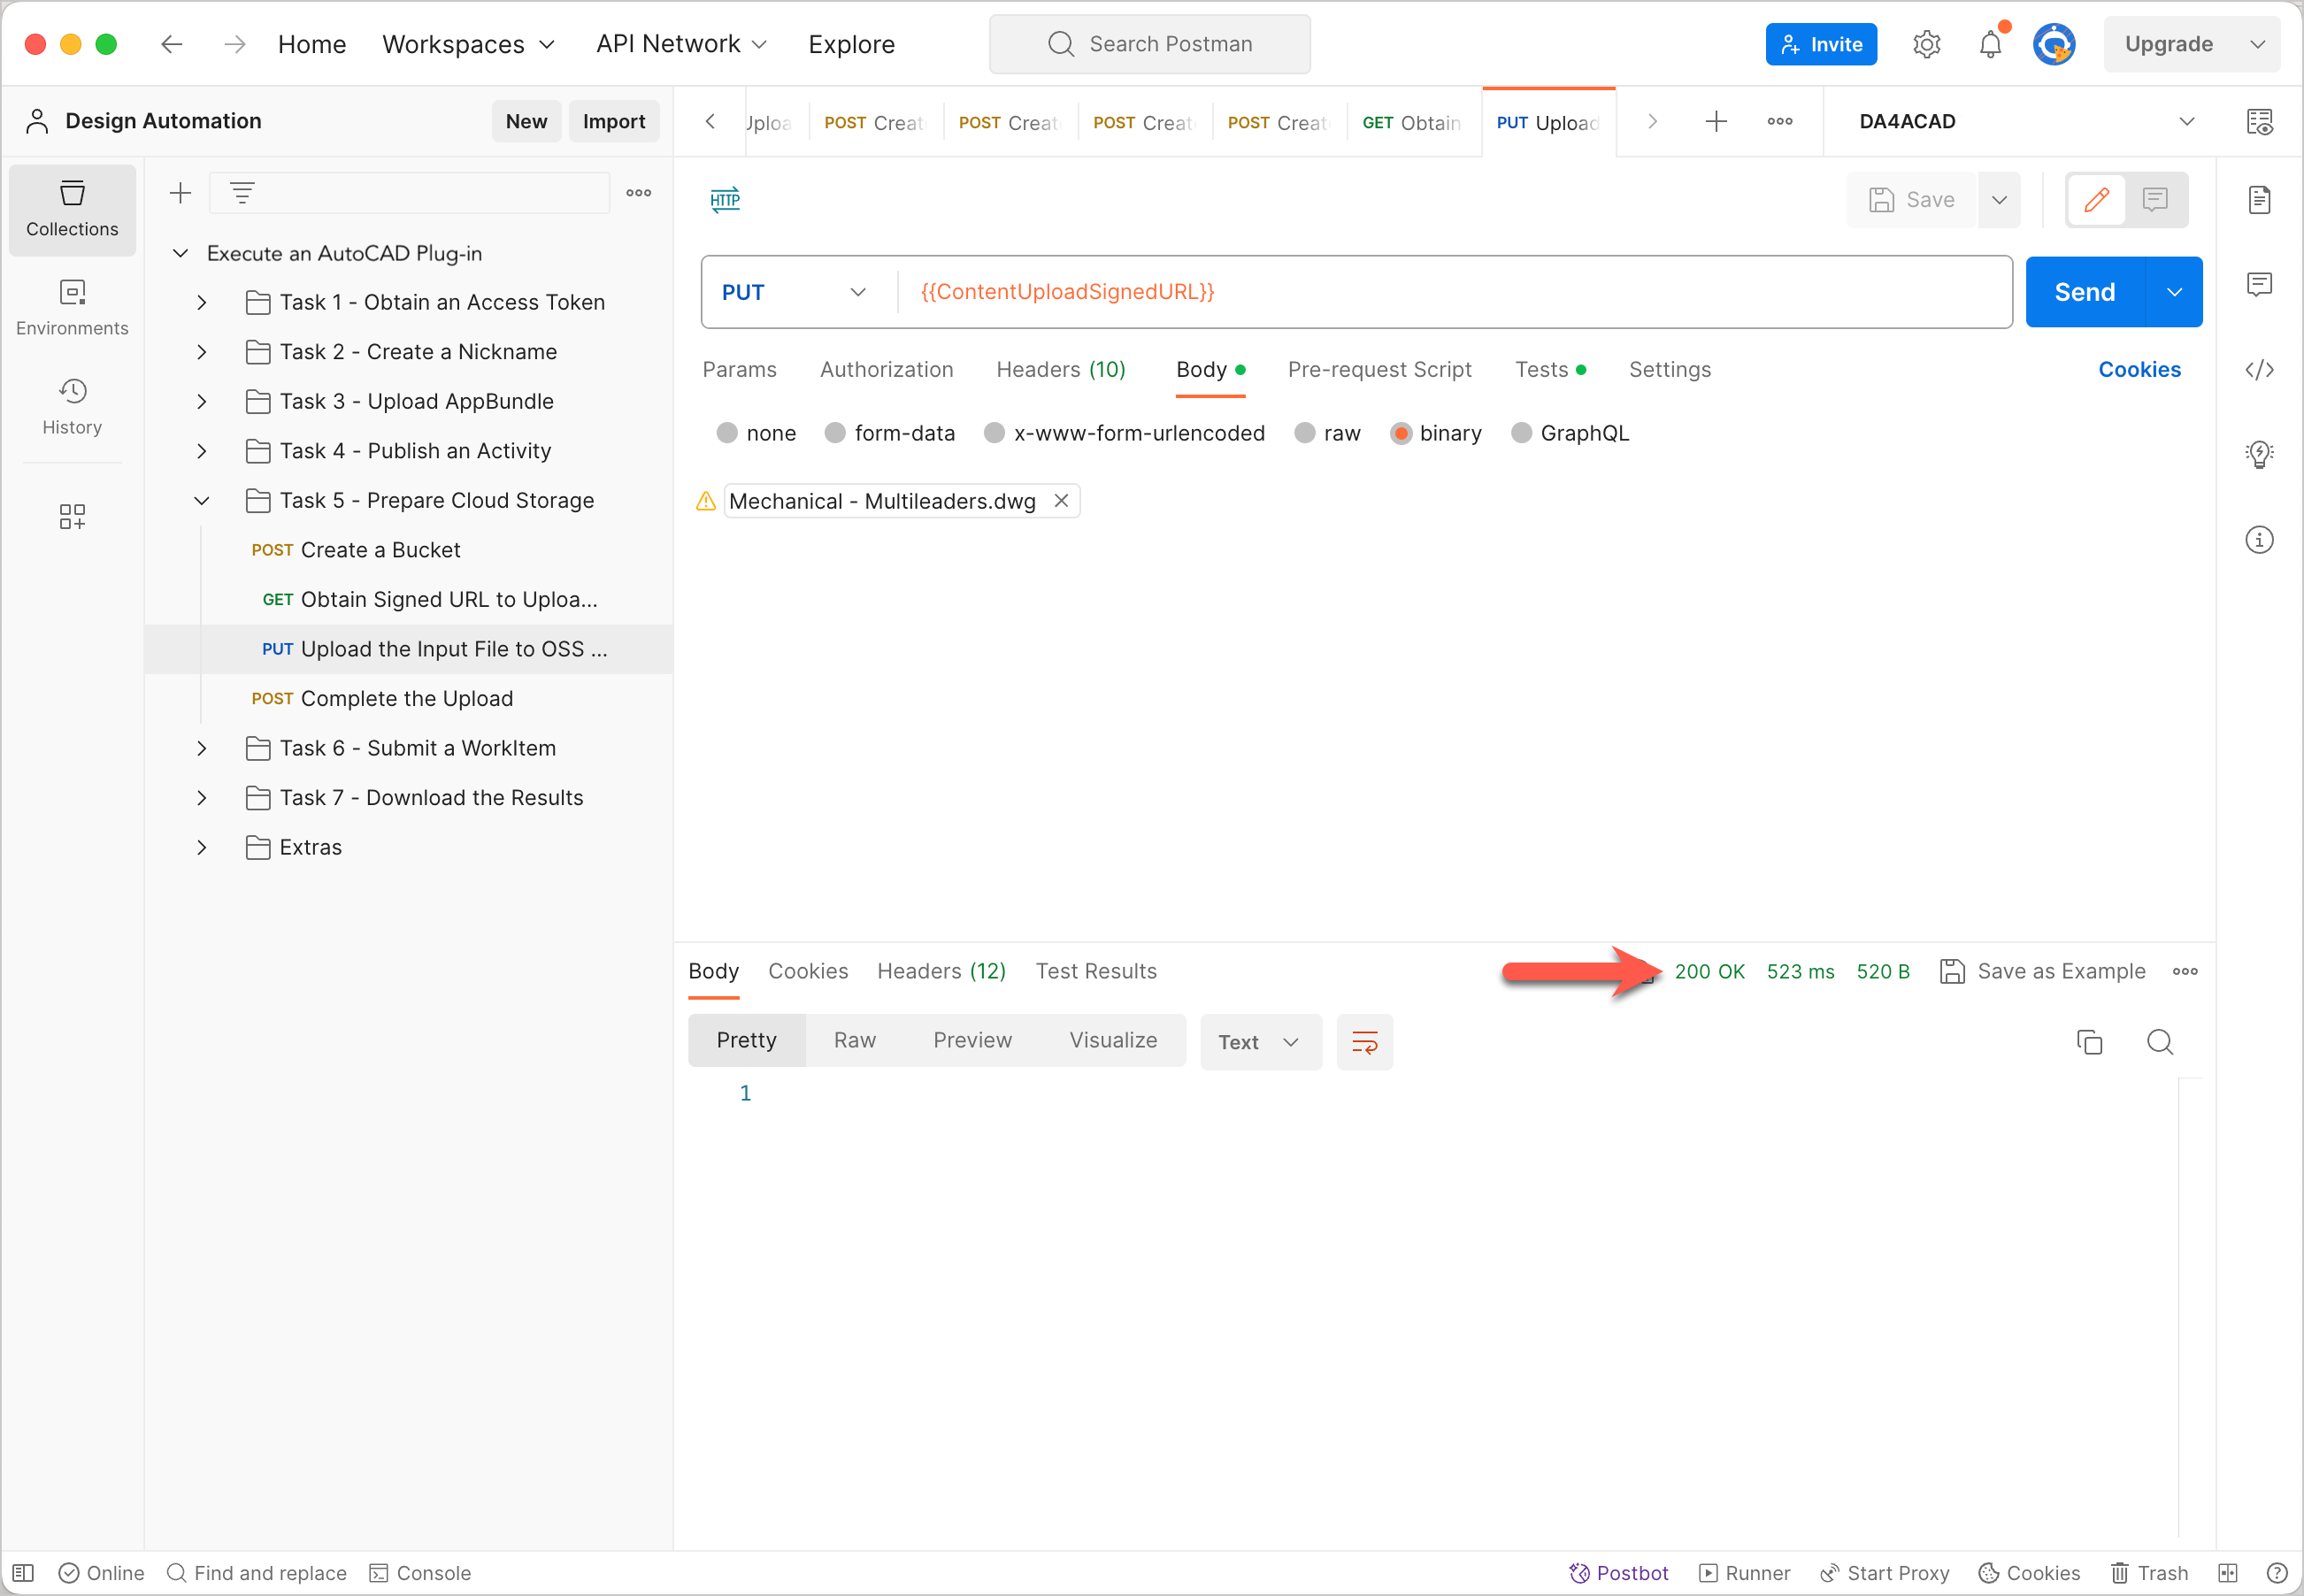 Home Workspaces API Network Explore Search Postman Invite Upgrade
Design Automation New Import
POST Creat POST Creat POST Creat POST Creat GET Obtain PUT Upload DA4ACAD
Collections
Environments
History
Execute an AutoCAD Plug-in
Task 1 - Obtain an Access Token
Task 2 - Create a Nickname
Task 3 - Upload AppBundle
Task 4 - Publish an Activity
Task 5 - Prepare Cloud Storage
POST Create a Bucket
GET Obtain Signed URL to Uploa...
PUT Upload the Input File to OSS ...
POST Complete the Upload
Task 6 - Submit a WorkItem
Task 7 - Download the Results
Extras
HTTP Save
PUT {{ContentUploadSignedURL}} Send
Params Authorization Headers (10) Body Pre-request Script Tests Settings Cookies
none form-data x-www-form-urlencoded raw binary GraphQL
Mechanical - Multileaders.dwg
Body Cookies Headers (12) Test Results 200 OK 523 ms 520 B Save as Example
Pretty Raw Preview Visualize Text
1
Online Find and replace Console Postbot Runner Start Proxy Cookies Trash